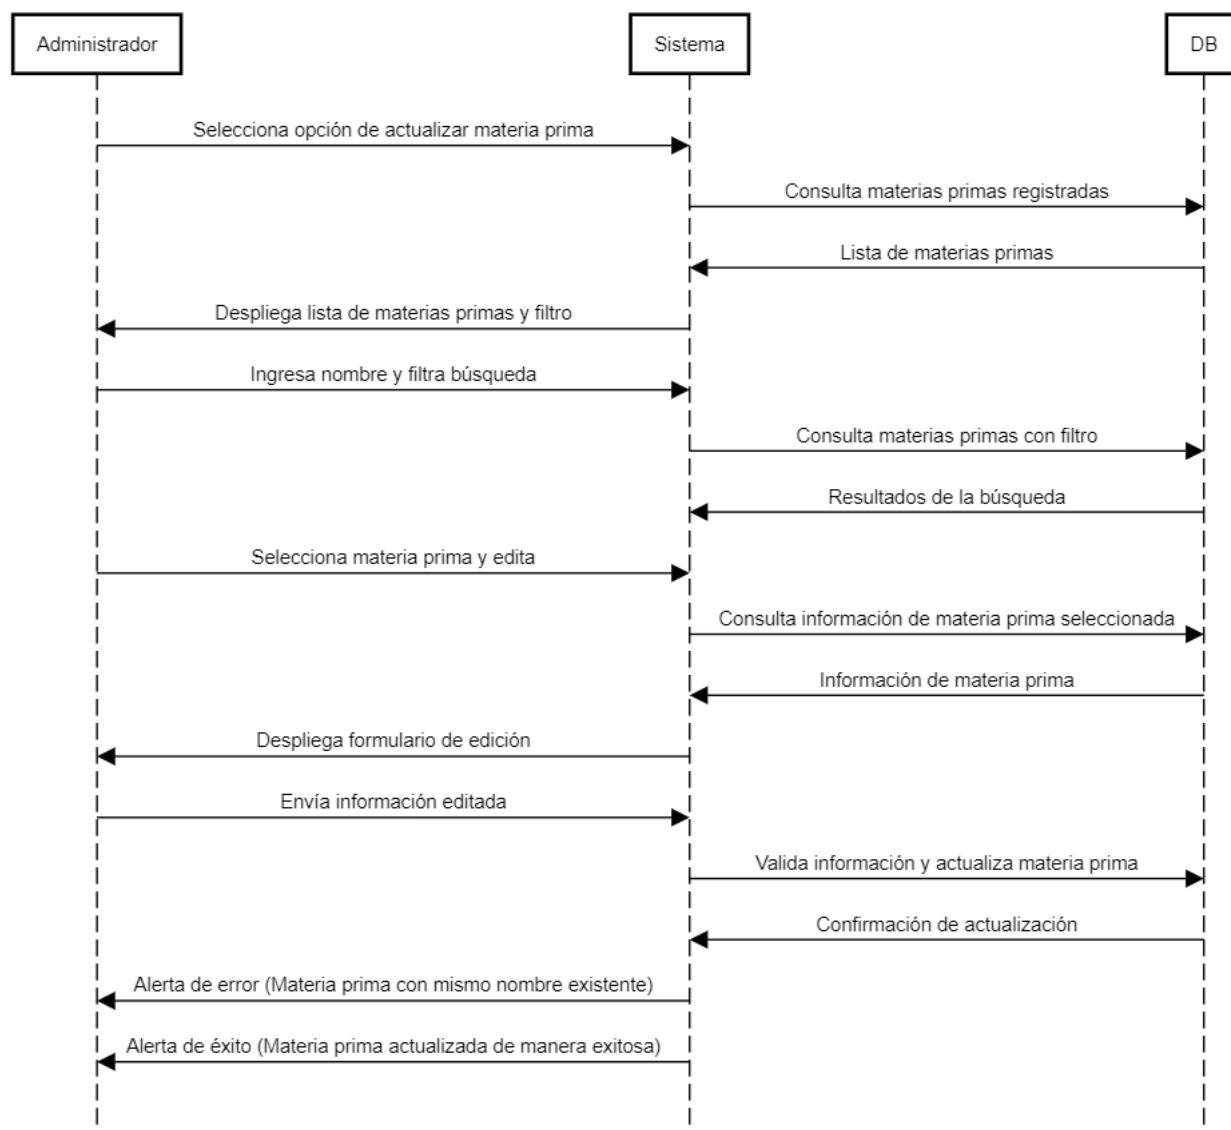 Administrador
Sistema
DB
Selecciona opción de actualizar materia prima
Consulta materias primas registradas
Lista de materias primas
Despliega lista de materias primas y filtro
Ingresa nombre y filtra búsqueda
Consulta materias primas con filtro
Resultados de la búsqueda
Selecciona materia prima y edita
Consulta información de materia prima seleccionada
Información de materia prima
Despliega formulario de edición
Envía información editada
Valida información y actualiza materia prima
Confirmación de actualización
Alerta de error (Materia prima con mismo nombre existente)
Alerta de éxito (Materia prima actualizada de manera exitosa)